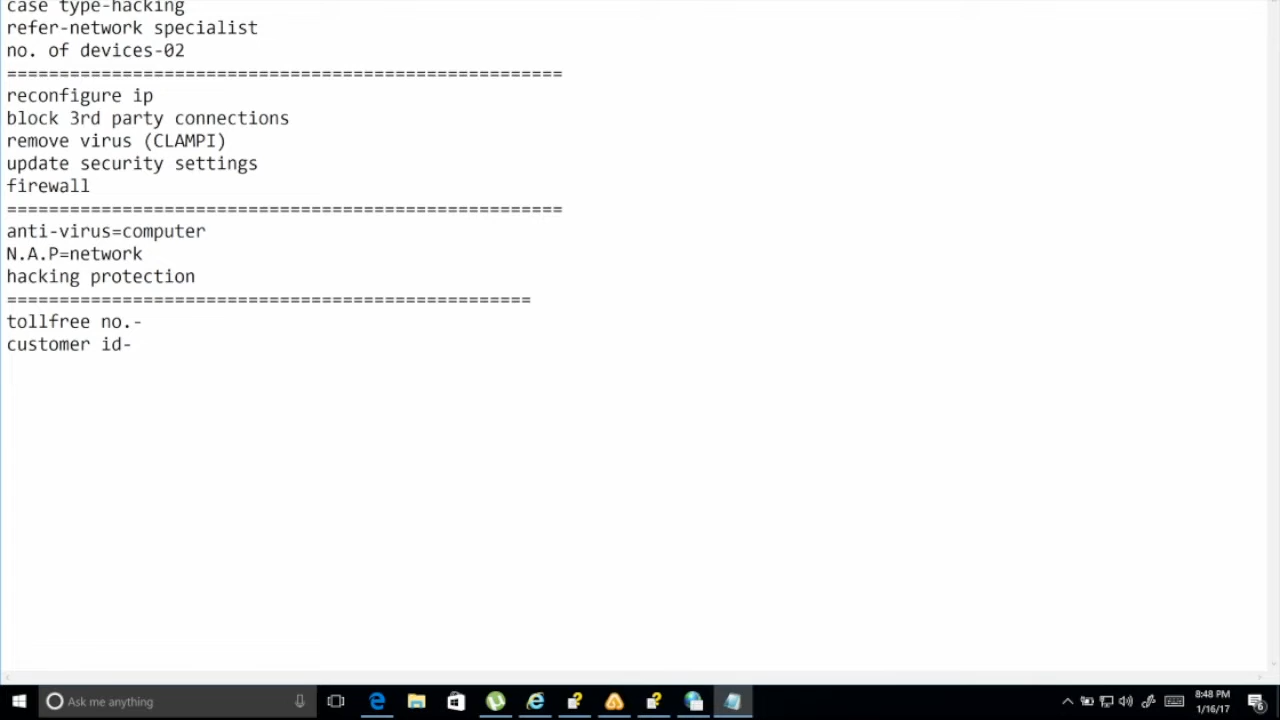 case type-hacking
refer-network specialist
no. of devices-02
=====================================================
reconfigure ip
block 3rd party connections
remove virus (CLAMPI)
update security settings
firewall
=====================================================
anti-virus=computer
N.A.P=network
hacking protection
==================================================
tollfree no.-
customer id-
Ask me anything
8:48 PM
1/16/17
6